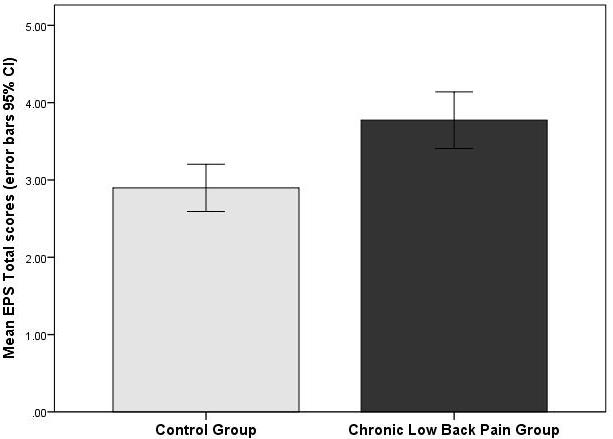 Mean EPS Total scores (error bars 95% CI)
5.00
4.00
3.00
2.00
1.00
.00
Control Group
Chronic Low Back Pain Group